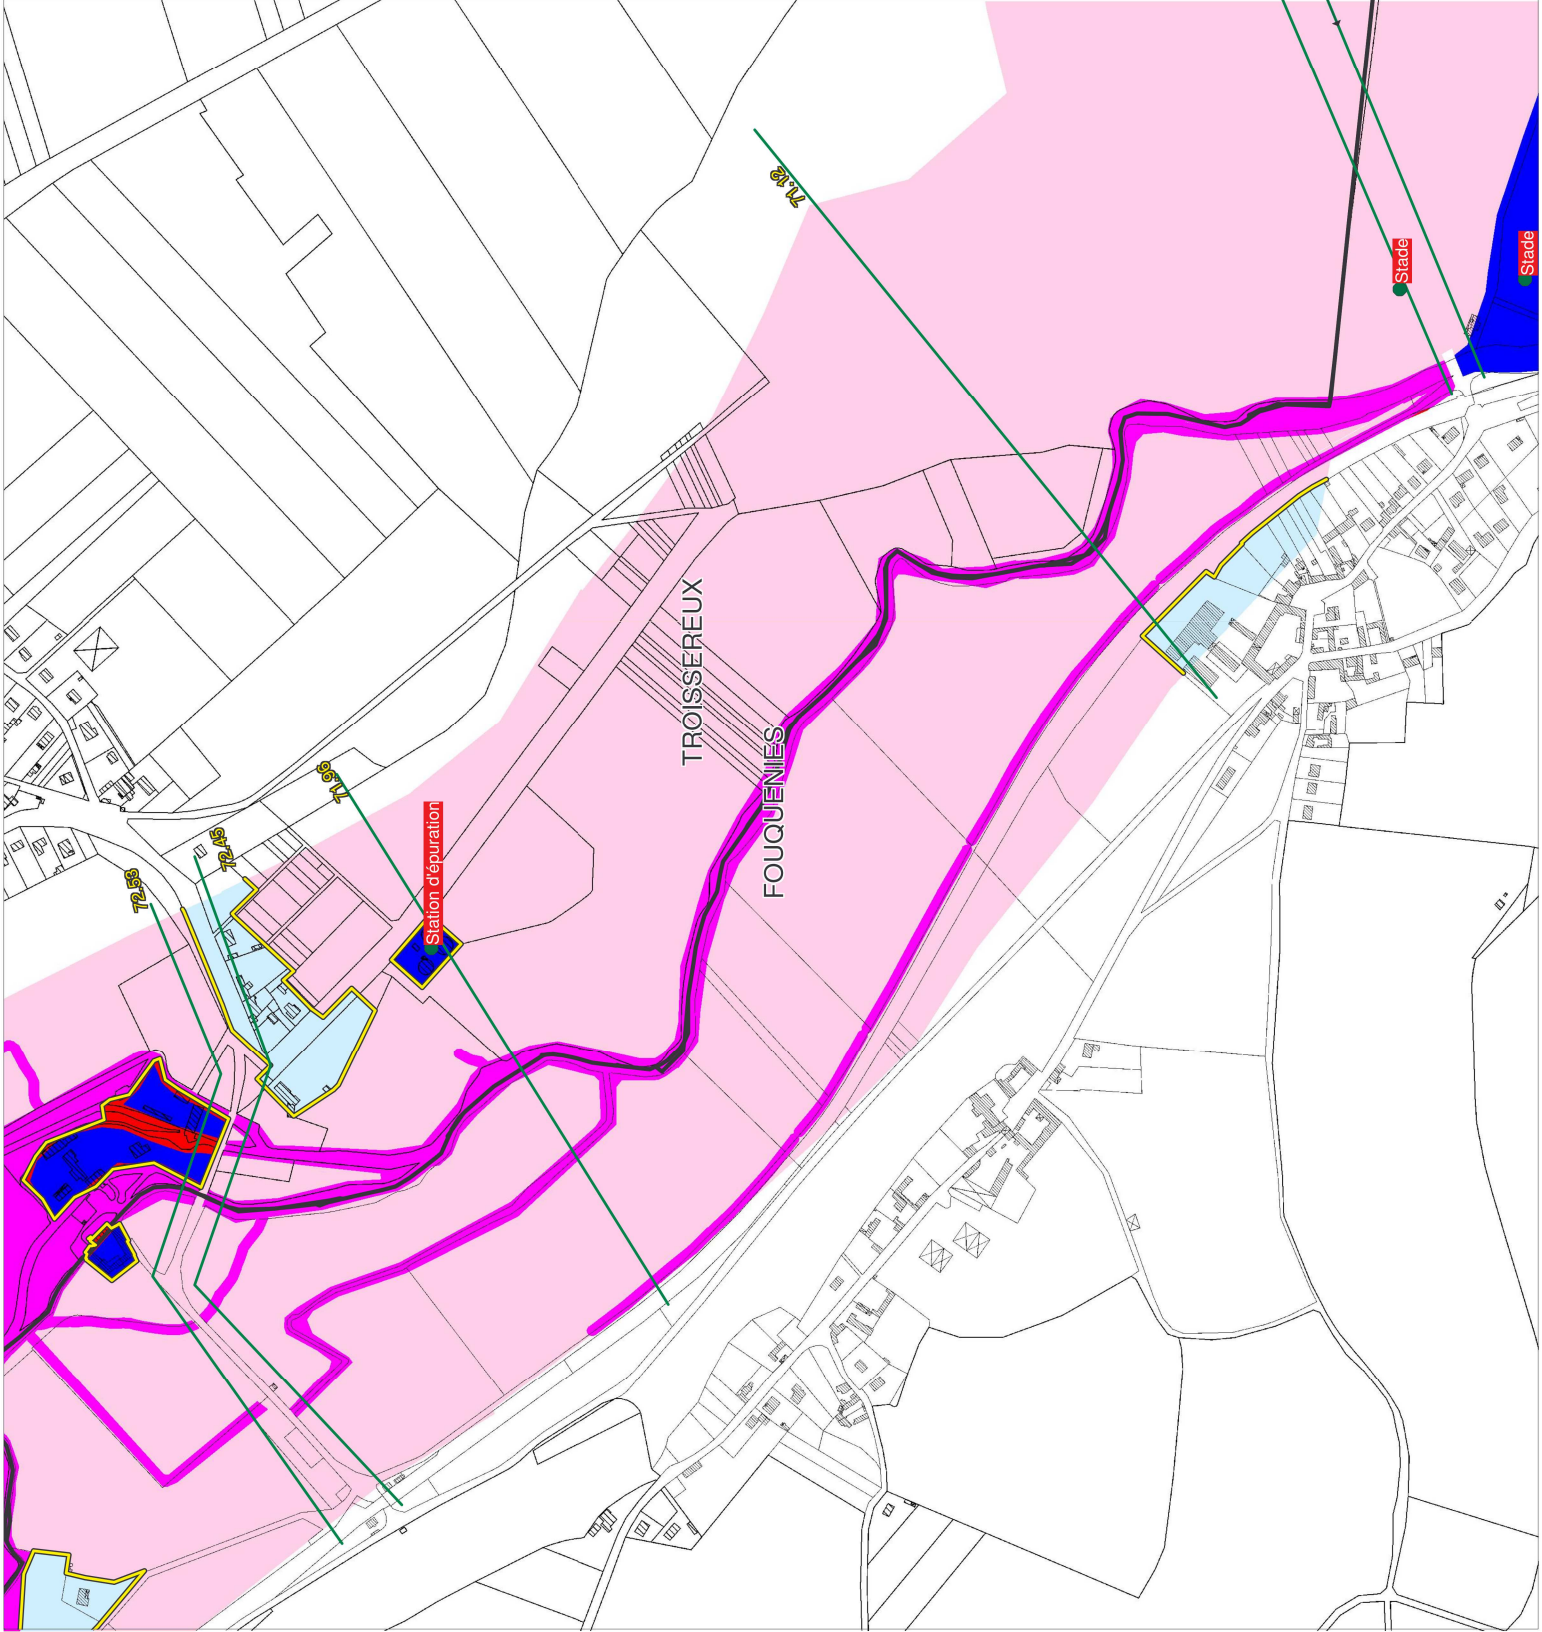 71.12
Stade
Stade
TROISSEREUX
FOUQUENIES
71.96
Station d'épuration
72.45
72.53